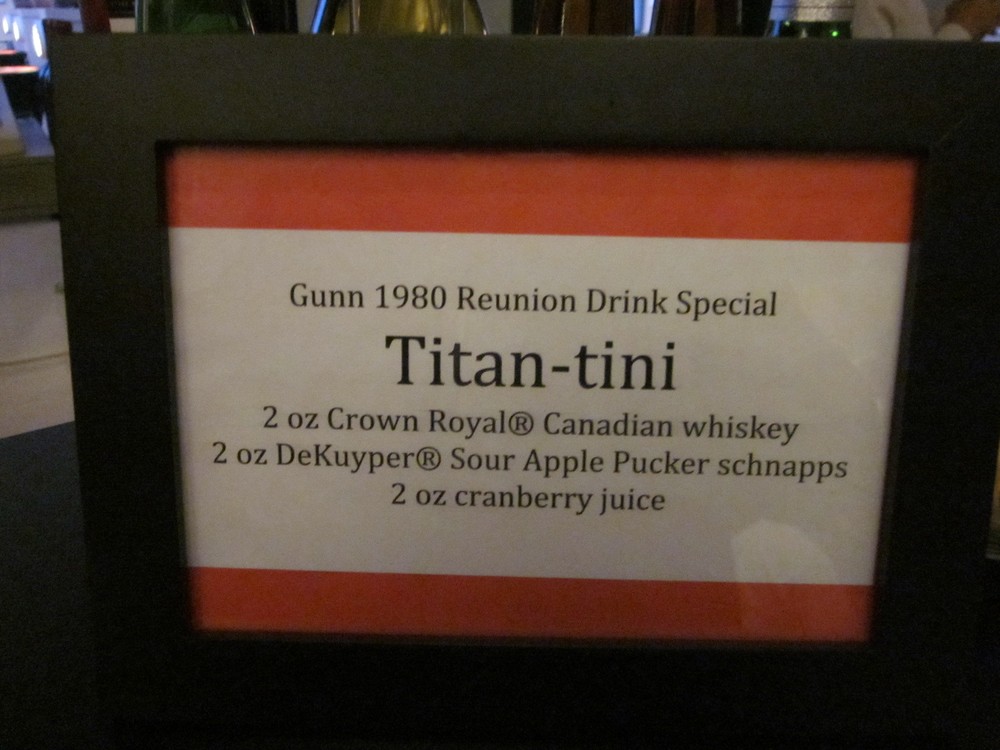 Gunn 1980 Reunion Drink Special
Titan-tini
2 oz Crown Royal® Canadian whiskey
2 oz DeKuyper® Sour Apple Pucker schnapps
2 oz cranberry juice